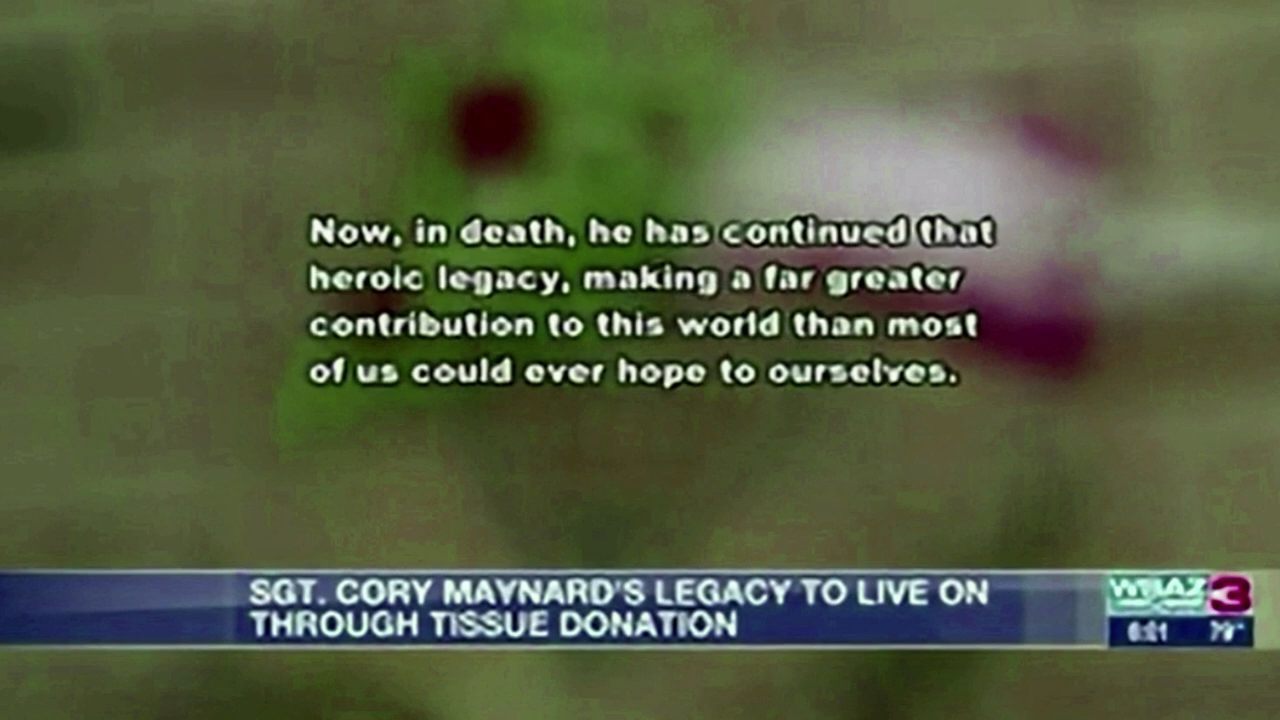 Now, in death, he has continued that
heroic legacy, making a far greater
contribution to this world than most
of us could ever hope to ourselves.
SGT. CORY MAYNARD'S LEGACY TO LIVE ON
THROUGH TISSUE DONATION
WSAZ 3
79°